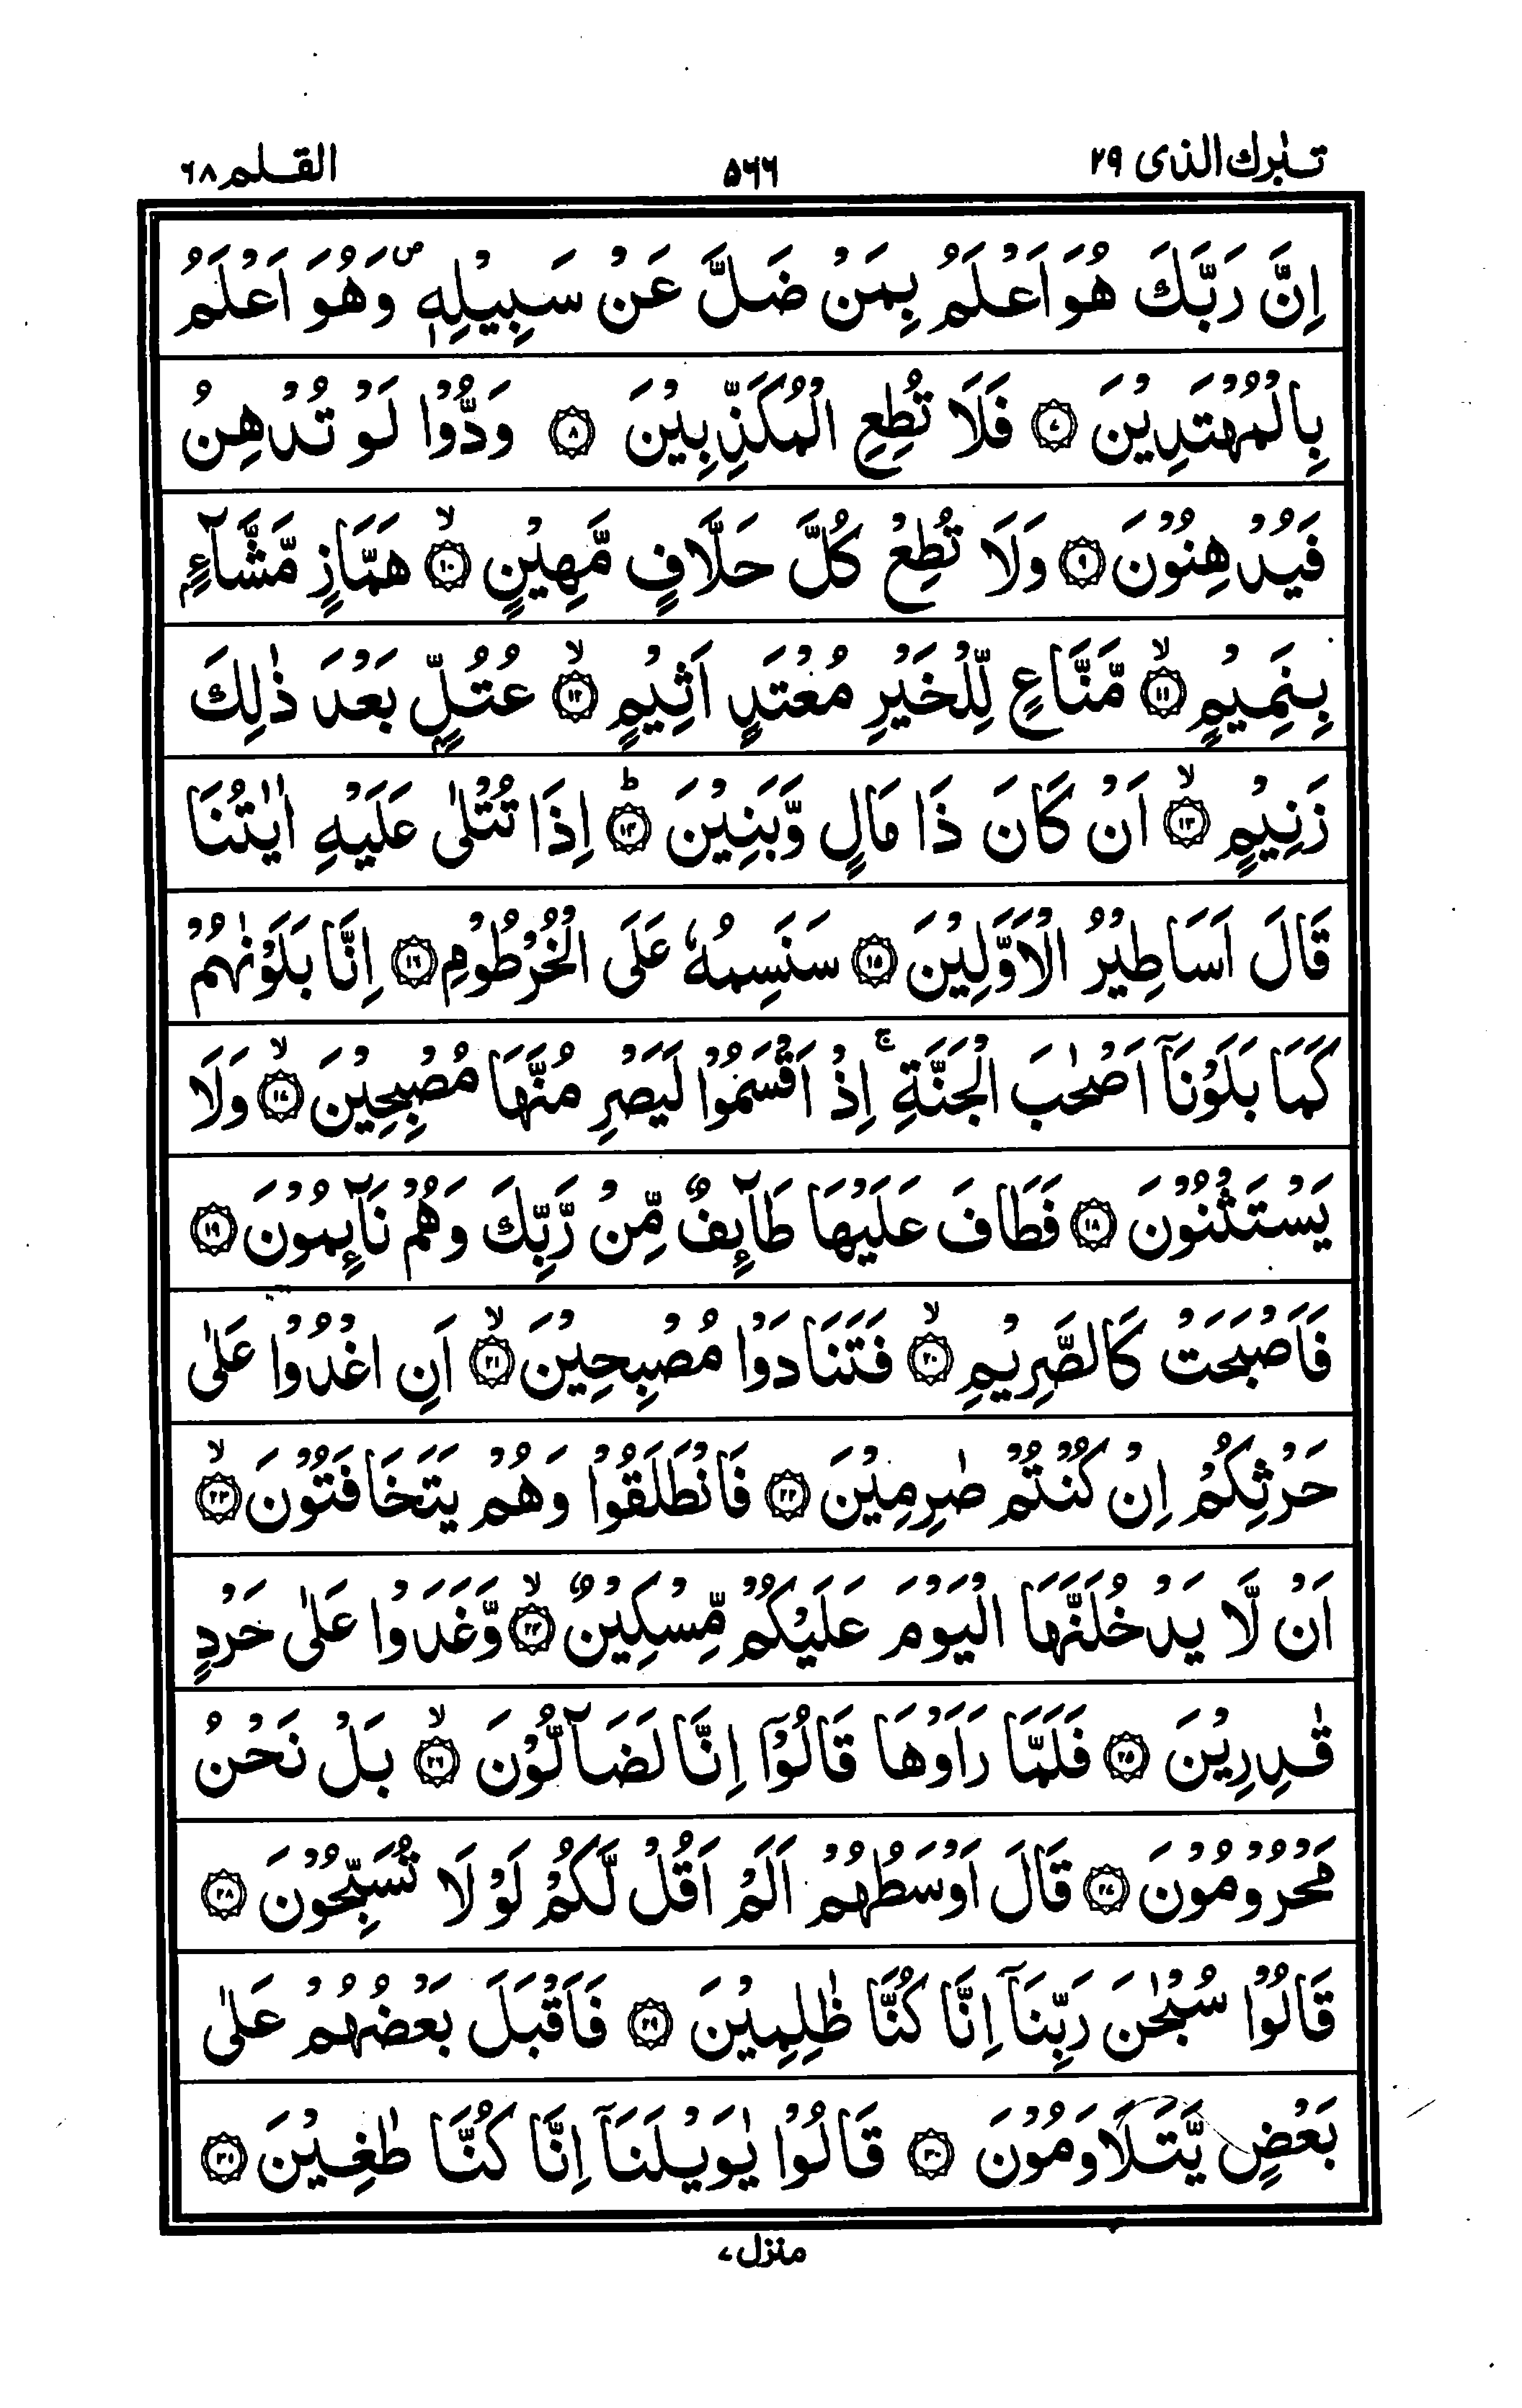 تبٰرك الذى ٢٩
۵٦٦
القلم ٦٨
اِنَّ رَبَّكَ هُوَ اَعْلَمُ بِمَنْ ضَلَّ عَنْ سَبِيْلِهٖ ۪ وَهُوَ اَعْلَمُ
بِالْمُهْتَدِيْنَ ۝٧ فَلَا تُطِعِ الْمُكَذِّبِيْنَ ۝٨ وَدُّوْا لَوْ تُدْهِنُ
فَيُدْهِنُوْنَ ۝٩ وَلَا تُطِعْ كُلَّ حَلَّافٍ مَّهِيْنٍ ۝١٠ۙ هَمَّازٍ مَّشَّآءٍۢ
بِنَمِيْمٍ ۝١١ۙ مَّنَّاعٍ لِّلْخَيْرِ مُعْتَدٍ اَثِيْمٍ ۝١٢ۙ عُتُلٍّۢ بَعْدَ ذٰلِكَ
زَنِيْمٍ ۝١٣ۙ اَنْ كَانَ ذَا مَالٍ وَّبَنِيْنَ ۝١٤ؕ اِذَا تُتْلٰى عَلَيْهِ اٰيٰتُنَا
قَالَ اَسَاطِيْرُ الْاَوَّلِيْنَ ۝١٥ سَنَسِمُهٗ عَلَى الْخُرْطُوْمِ ۝١٦ اِنَّا بَلَوْنٰهُمْ
كَمَا بَلَوْنَاۤ اَصْحٰبَ الْجَنَّةِ ۚ اِذْ اَقْسَمُوْا لَيَصْرِمُنَّهَا مُصْبِحِيْنَ ۝١٧ۙ وَلَا
يَسْتَثْنُوْنَ ۝١٨ فَطَافَ عَلَيْهَا طَآئِفٌ مِّنْ رَّبِّكَ وَهُمْ نَآئِمُوْنَ ۝١٩
فَاَصْبَحَتْ كَالصَّرِيْمِ ۝٢٠ۙ فَتَنَادَوْا مُصْبِحِيْنَ ۝٢١ۙ اَنِ اغْدُوْا عَلٰى
حَرْثِكُمْ اِنْ كُنْتُمْ صٰرِمِيْنَ ۝٢٢ فَانْطَلَقُوْا وَهُمْ يَتَخَافَتُوْنَ ۝٢٣ۙ
اَنْ لَّا يَدْخُلَنَّهَا الْيَوْمَ عَلَيْكُمْ مِّسْكِيْنٌ ۝٢٤ۙ وَّغَدَوْا عَلٰى حَرْدٍ
قٰدِرِيْنَ ۝٢٥ فَلَمَّا رَاَوْهَا قَالُوْۤا اِنَّا لَضَآلُّوْنَ ۝٢٦ۙ بَلْ نَحْنُ
مَحْرُوْمُوْنَ ۝٢٧ قَالَ اَوْسَطُهُمْ اَلَمْ اَقُلْ لَّكُمْ لَوْ لَا تُسَبِّحُوْنَ ۝٢٨
قَالُوْا سُبْحٰنَ رَبِّنَاۤ اِنَّا كُنَّا ظٰلِمِيْنَ ۝٢٩ فَاَقْبَلَ بَعْضُهُمْ عَلٰى
بَعْضٍ يَّتَلَاوَمُوْنَ ۝٣٠ قَالُوْا يٰوَيْلَنَاۤ اِنَّا كُنَّا طٰغِيْنَ ۝٣١
منزل ٧